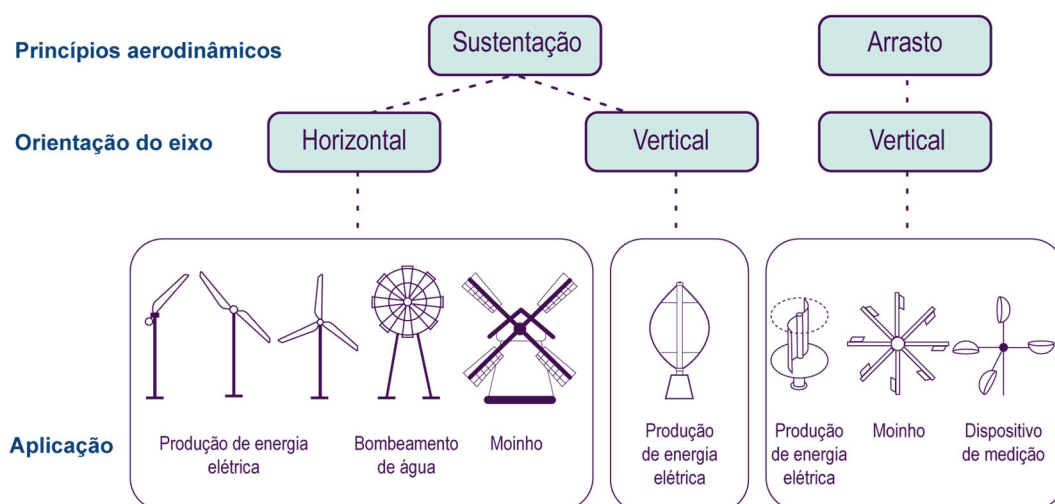 Princípios aerodinâmicos
Sustentação
Arrasto
Orientação do eixo
Horizontal
Vertical
Vertical
Aplicação
Produção de energia
elétrica
Bombeamento
de água
Moinho
Produção
de energia
elétrica
Produção
de energia
elétrica
Moinho
Dispositivo
de medição